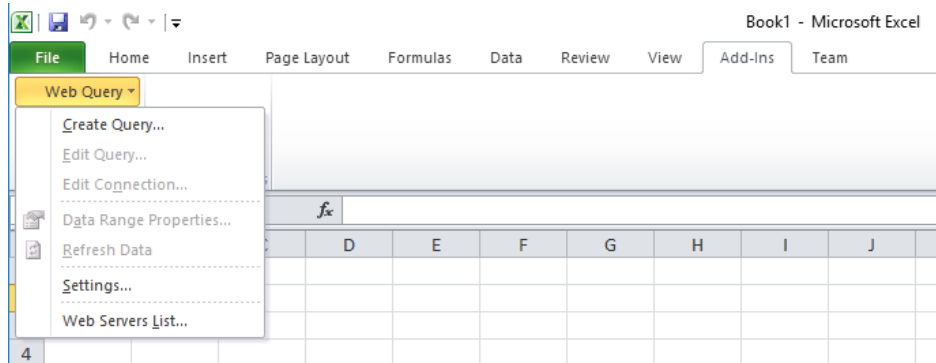 Book1 - Microsoft Excel
File Home Insert Page Layout Formulas Data Review View Add-Ins Team
Web Query
Create Query...
Edit Query...
Edit Connection...
fx
Data Range Properties...
D E F G H I J
Refresh Data
Settings...
Web Servers List...
4